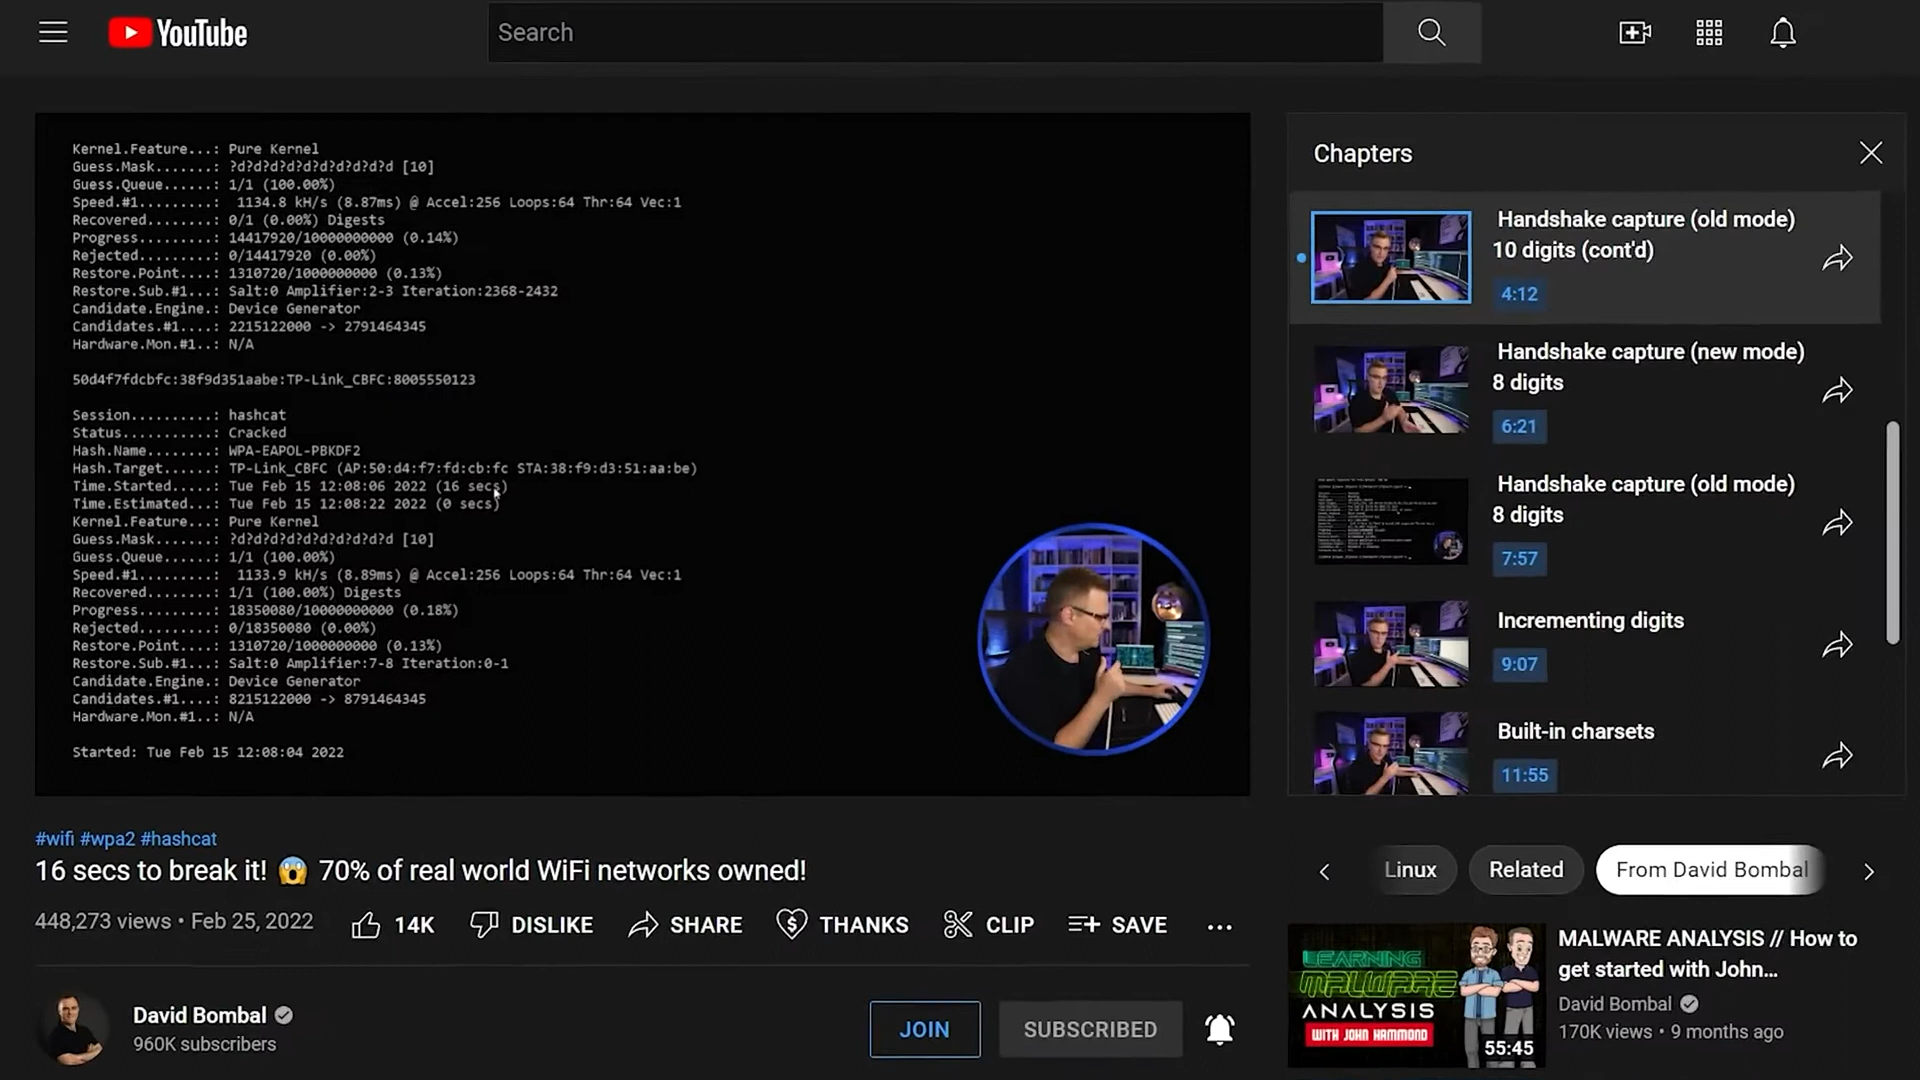 YouTube
Search
Kernel.Feature...: Pure Kernel
Guess.Mask.......: ?d?d?d?d?d?d?d?d?d?d [10]
Guess.Queue......: 1/1 (100.00%)
Speed.#1.........:  1134.8 kH/s (8.87ms) @ Accel:256 Loops:64 Thr:64 Vec:1
Recovered........: 0/1 (0.00%) Digests
Progress.........: 14417920/10000000000 (0.14%)
Rejected.........: 0/14417920 (0.00%)
Restore.Point....: 1310720/1000000000 (0.13%)
Restore.Sub.#1...: Salt:0 Amplifier:2-3 Iteration:2368-2432
Candidate.Engine.: Device Generator
Candidates.#1....: 2215122000 -> 2791464345
Hardware.Mon.#1..: N/A
50d4f7fdcbfc:38f9d351aabe:TP-Link_CBFC:8005550123
Session..........: hashcat
Status...........: Cracked
Hash.Name........: WPA-EAPOL-PBKDF2
Hash.Target......: TP-Link_CBFC (AP:50:d4:f7:fd:cb:fc STA:38:f9:d3:51:aa:be)
Time.Started.....: Tue Feb 15 12:08:06 2022 (16 secs)
Time.Estimated...: Tue Feb 15 12:08:22 2022 (0 secs)
Kernel.Feature...: Pure Kernel
Guess.Mask.......: ?d?d?d?d?d?d?d?d?d?d [10]
Guess.Queue......: 1/1 (100.00%)
Speed.#1.........:  1133.9 kH/s (8.89ms) @ Accel:256 Loops:64 Thr:64 Vec:1
Recovered........: 1/1 (100.00%) Digests
Progress.........: 18350080/10000000000 (0.18%)
Rejected.........: 0/18350080 (0.00%)
Restore.Point....: 1310720/1000000000 (0.13%)
Restore.Sub.#1...: Salt:0 Amplifier:7-8 Iteration:0-1
Candidate.Engine.: Device Generator
Candidates.#1....: 8215122000 -> 8791464345
Hardware.Mon.#1..: N/A
Started: Tue Feb 15 12:08:04 2022
Chapters
Handshake capture (old mode)
10 digits (cont'd)
4:12
Handshake capture (new mode)
8 digits
6:21
Handshake capture (old mode)
8 digits
7:57
Incrementing digits
9:07
Built-in charsets
11:55
#wifi #wpa2 #hashcat
16 secs to break it! 😱 70% of real world WiFi networks owned!
448,273 views • Feb 25, 2022
14K
DISLIKE
SHARE
THANKS
CLIP
SAVE
David Bombal
960K subscribers
JOIN
SUBSCRIBED
Linux
Related
From David Bombal
LEARNING
MALWARE
ANALYSIS
WITH JOHN HAMMOND
55:45
MALWARE ANALYSIS // How to
get started with John...
David Bombal
170K views • 9 months ago